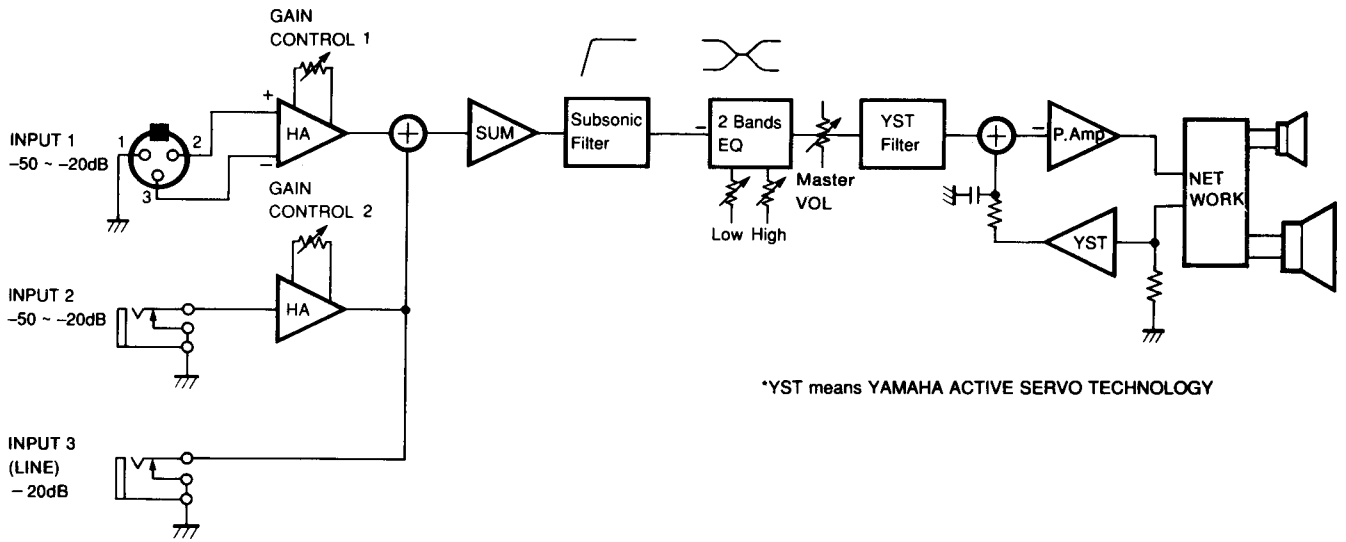 GAIN
CONTROL 1
INPUT 1
−50 ~ −20dB
1
2
3
+
−
HA
+
SUM
Subsonic
Filter
−
2 Bands
EQ
Low High
Master
VOL
YST
Filter
+
−
P.Amp
NET
WORK
YST
GAIN
CONTROL 2
INPUT 2
−50 ~ −20dB
HA
*YST means YAMAHA ACTIVE SERVO TECHNOLOGY
INPUT 3
(LINE)
−20dB